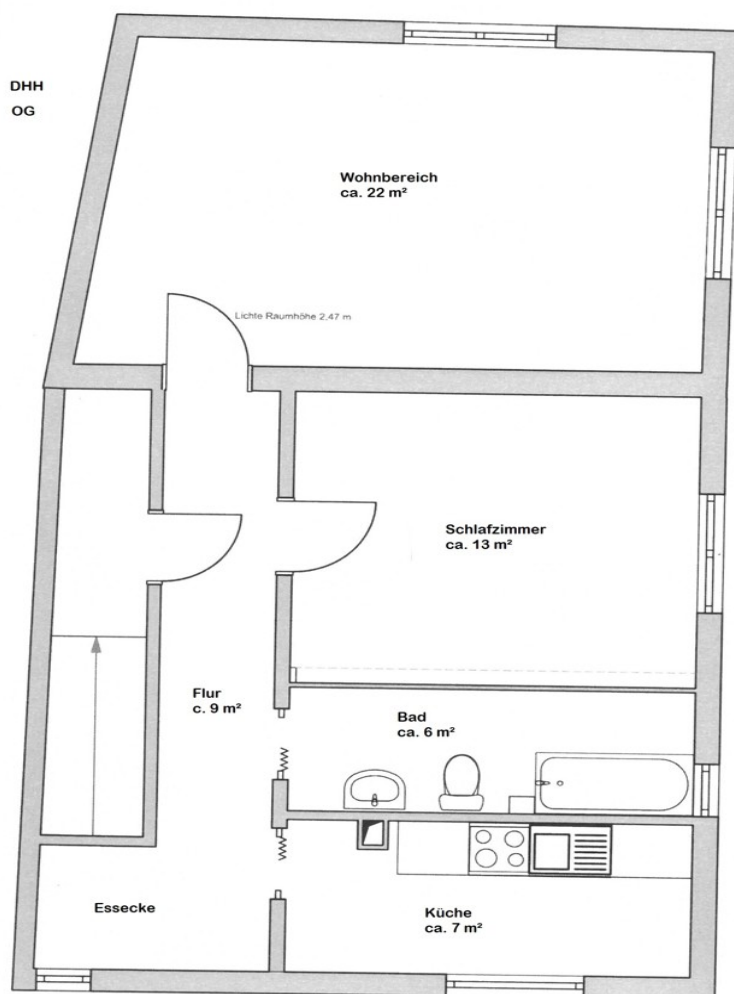 DHH
OG
Wohnbereich
ca. 22 m²
Lichte Raumhöhe 2,47 m
Schlafzimmer
ca. 13 m²
Flur
c. 9 m²
Bad
ca. 6 m²
Essecke
Küche
ca. 7 m²